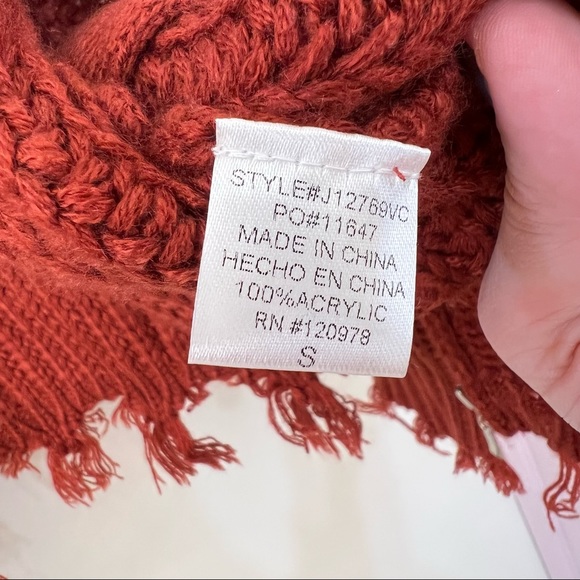 STYLE#J12769VC
PO#11647
MADE IN CHINA
HECHO EN CHINA
100%ACRYLIC
RN #120978
S